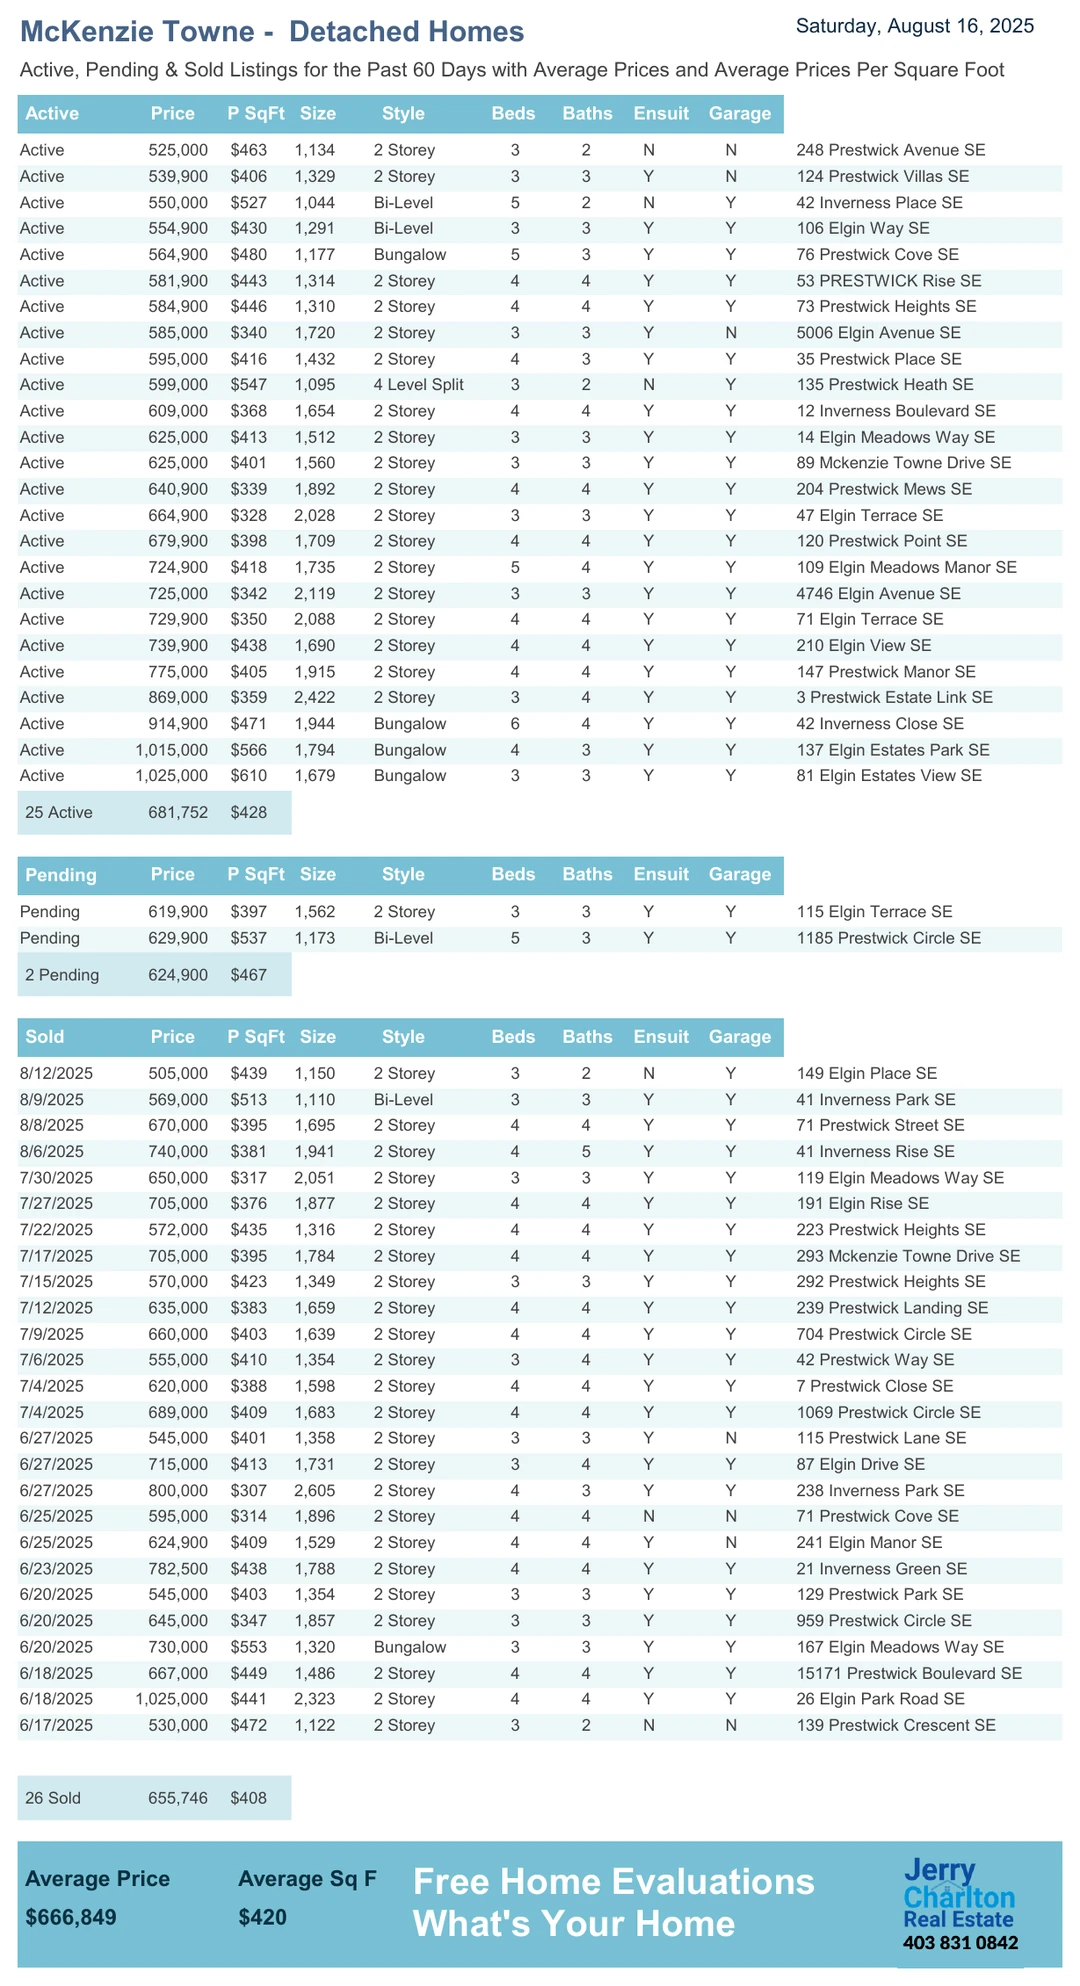 McKenzie Towne - Detached Homes Saturday, August 16, 2025
Active, Pending & Sold Listings for the Past 60 Days with Average Prices and Average Prices Per Square Foot
Active Price P SqFt Size Style Beds Baths Ensuit Garage
Active 525,000 $463 1,134 2 Storey 3 2 N N 248 Prestwick Avenue SE
Active 539,900 $406 1,329 2 Storey 3 3 Y N 124 Prestwick Villas SE
Active 550,000 $527 1,044 Bi-Level 5 2 N Y 42 Inverness Place SE
Active 554,900 $430 1,291 Bi-Level 3 3 Y Y 106 Elgin Way SE
Active 564,900 $480 1,177 Bungalow 5 3 Y Y 76 Prestwick Cove SE
Active 581,900 $443 1,314 2 Storey 4 4 Y Y 53 PRESTWICK Rise SE
Active 584,900 $446 1,310 2 Storey 4 4 Y Y 73 Prestwick Heights SE
Active 585,000 $340 1,720 2 Storey 3 3 Y N 5006 Elgin Avenue SE
Active 595,000 $416 1,432 2 Storey 4 3 Y Y 35 Prestwick Place SE
Active 599,000 $547 1,095 4 Level Split 3 2 N Y 135 Prestwick Heath SE
Active 609,000 $368 1,654 2 Storey 4 4 Y Y 12 Inverness Boulevard SE
Active 625,000 $413 1,512 2 Storey 3 3 Y Y 14 Elgin Meadows Way SE
Active 625,000 $401 1,560 2 Storey 3 3 Y Y 89 Mckenzie Towne Drive SE
Active 640,900 $339 1,892 2 Storey 4 4 Y Y 204 Prestwick Mews SE
Active 664,900 $328 2,028 2 Storey 3 3 Y Y 47 Elgin Terrace SE
Active 679,900 $398 1,709 2 Storey 4 4 Y Y 120 Prestwick Point SE
Active 724,900 $418 1,735 2 Storey 5 4 Y Y 109 Elgin Meadows Manor SE
Active 725,000 $342 2,119 2 Storey 3 3 Y Y 4746 Elgin Avenue SE
Active 729,900 $350 2,088 2 Storey 4 4 Y Y 71 Elgin Terrace SE
Active 739,900 $438 1,690 2 Storey 4 4 Y Y 210 Elgin View SE
Active 775,000 $405 1,915 2 Storey 4 4 Y Y 147 Prestwick Manor SE
Active 869,000 $359 2,422 2 Storey 3 4 Y Y 3 Prestwick Estate Link SE
Active 914,900 $471 1,944 Bungalow 6 4 Y Y 42 Inverness Close SE
Active 1,015,000 $566 1,794 Bungalow 4 3 Y Y 137 Elgin Estates Park SE
Active 1,025,000 $610 1,679 Bungalow 3 3 Y Y 81 Elgin Estates View SE
25 Active 681,752 $428
Pending Price P SqFt Size Style Beds Baths Ensuit Garage
Pending 619,900 $397 1,562 2 Storey 3 3 Y Y 115 Elgin Terrace SE
Pending 629,900 $537 1,173 Bi-Level 5 3 Y Y 1185 Prestwick Circle SE
2 Pending 624,900 $467
Sold Price P SqFt Size Style Beds Baths Ensuit Garage
8/12/2025 505,000 $439 1,150 2 Storey 3 2 N Y 149 Elgin Place SE
8/9/2025 569,000 $513 1,110 Bi-Level 3 3 Y Y 41 Inverness Park SE
8/8/2025 670,000 $395 1,695 2 Storey 4 4 Y Y 71 Prestwick Street SE
8/6/2025 740,000 $381 1,941 2 Storey 4 5 Y Y 41 Inverness Rise SE
7/30/2025 650,000 $317 2,051 2 Storey 3 3 Y Y 119 Elgin Meadows Way SE
7/27/2025 705,000 $376 1,877 2 Storey 4 4 Y Y 191 Elgin Rise SE
7/22/2025 572,000 $435 1,316 2 Storey 4 4 Y Y 223 Prestwick Heights SE
7/17/2025 705,000 $395 1,784 2 Storey 4 4 Y Y 293 Mckenzie Towne Drive SE
7/15/2025 570,000 $423 1,349 2 Storey 3 3 Y Y 292 Prestwick Heights SE
7/12/2025 635,000 $383 1,659 2 Storey 4 4 Y Y 239 Prestwick Landing SE
7/9/2025 660,000 $403 1,639 2 Storey 4 4 Y Y 704 Prestwick Circle SE
7/6/2025 555,000 $410 1,354 2 Storey 3 4 Y Y 42 Prestwick Way SE
7/4/2025 620,000 $388 1,598 2 Storey 4 4 Y Y 7 Prestwick Close SE
7/4/2025 689,000 $409 1,683 2 Storey 4 4 Y Y 1069 Prestwick Circle SE
6/27/2025 545,000 $401 1,358 2 Storey 3 3 Y N 115 Prestwick Lane SE
6/27/2025 715,000 $413 1,731 2 Storey 3 4 Y Y 87 Elgin Drive SE
6/27/2025 800,000 $307 2,605 2 Storey 4 3 Y Y 238 Inverness Park SE
6/25/2025 595,000 $314 1,896 2 Storey 4 4 N N 71 Prestwick Cove SE
6/25/2025 624,900 $409 1,529 2 Storey 4 4 Y N 241 Elgin Manor SE
6/23/2025 782,500 $438 1,788 2 Storey 4 4 Y Y 21 Inverness Green SE
6/20/2025 545,000 $403 1,354 2 Storey 3 3 Y Y 129 Prestwick Park SE
6/20/2025 645,000 $347 1,857 2 Storey 3 3 Y Y 959 Prestwick Circle SE
6/20/2025 730,000 $553 1,320 Bungalow 3 3 Y Y 167 Elgin Meadows Way SE
6/18/2025 667,000 $449 1,486 2 Storey 4 4 Y Y 15171 Prestwick Boulevard SE
6/18/2025 1,025,000 $441 2,323 2 Storey 4 4 Y Y 26 Elgin Park Road SE
6/17/2025 530,000 $472 1,122 2 Storey 3 2 N N 139 Prestwick Crescent SE
26 Sold 655,746 $408
Average Price Average Sq F
$666,849 $420
Free Home Evaluations
What's Your Home
Jerry
Charlton
Real Estate
403 831 0842